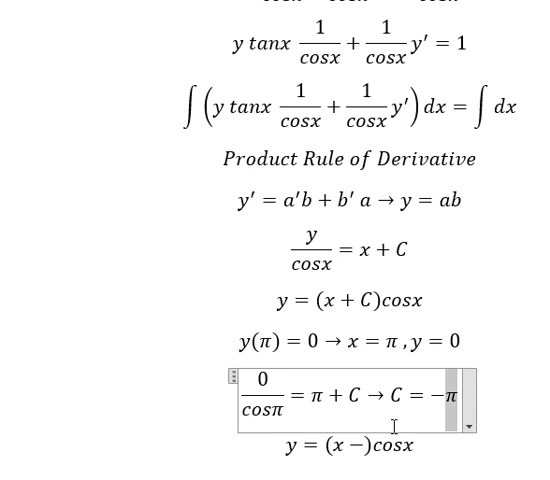 y tanx 1/cosx + 1/cosx y′ = 1
∫(y tanx 1/cosx + 1/cosx y′) dx = ∫ dx
Product Rule of Derivative
y′ = a′b + b′ a → y = ab
y/cosx = x + C
y = (x + C)cosx
y(π) = 0 → x = π , y = 0
0/cosπ = π + C → C = −π
y = (x −)cosx